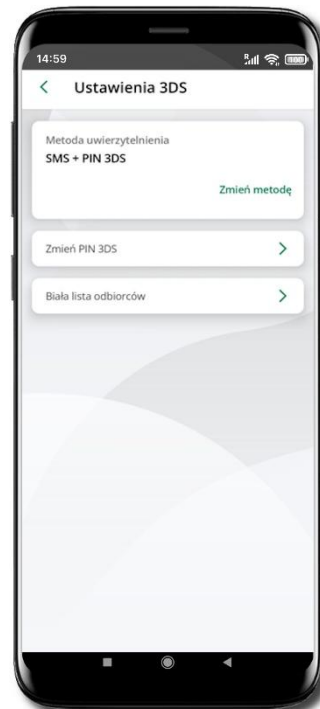 14:59
Ustawienia 3DS
Metoda uwierzytelnienia
SMS + PIN 3DS
Zmień metodę
Zmień PIN 3DS
Biała lista odbiorców